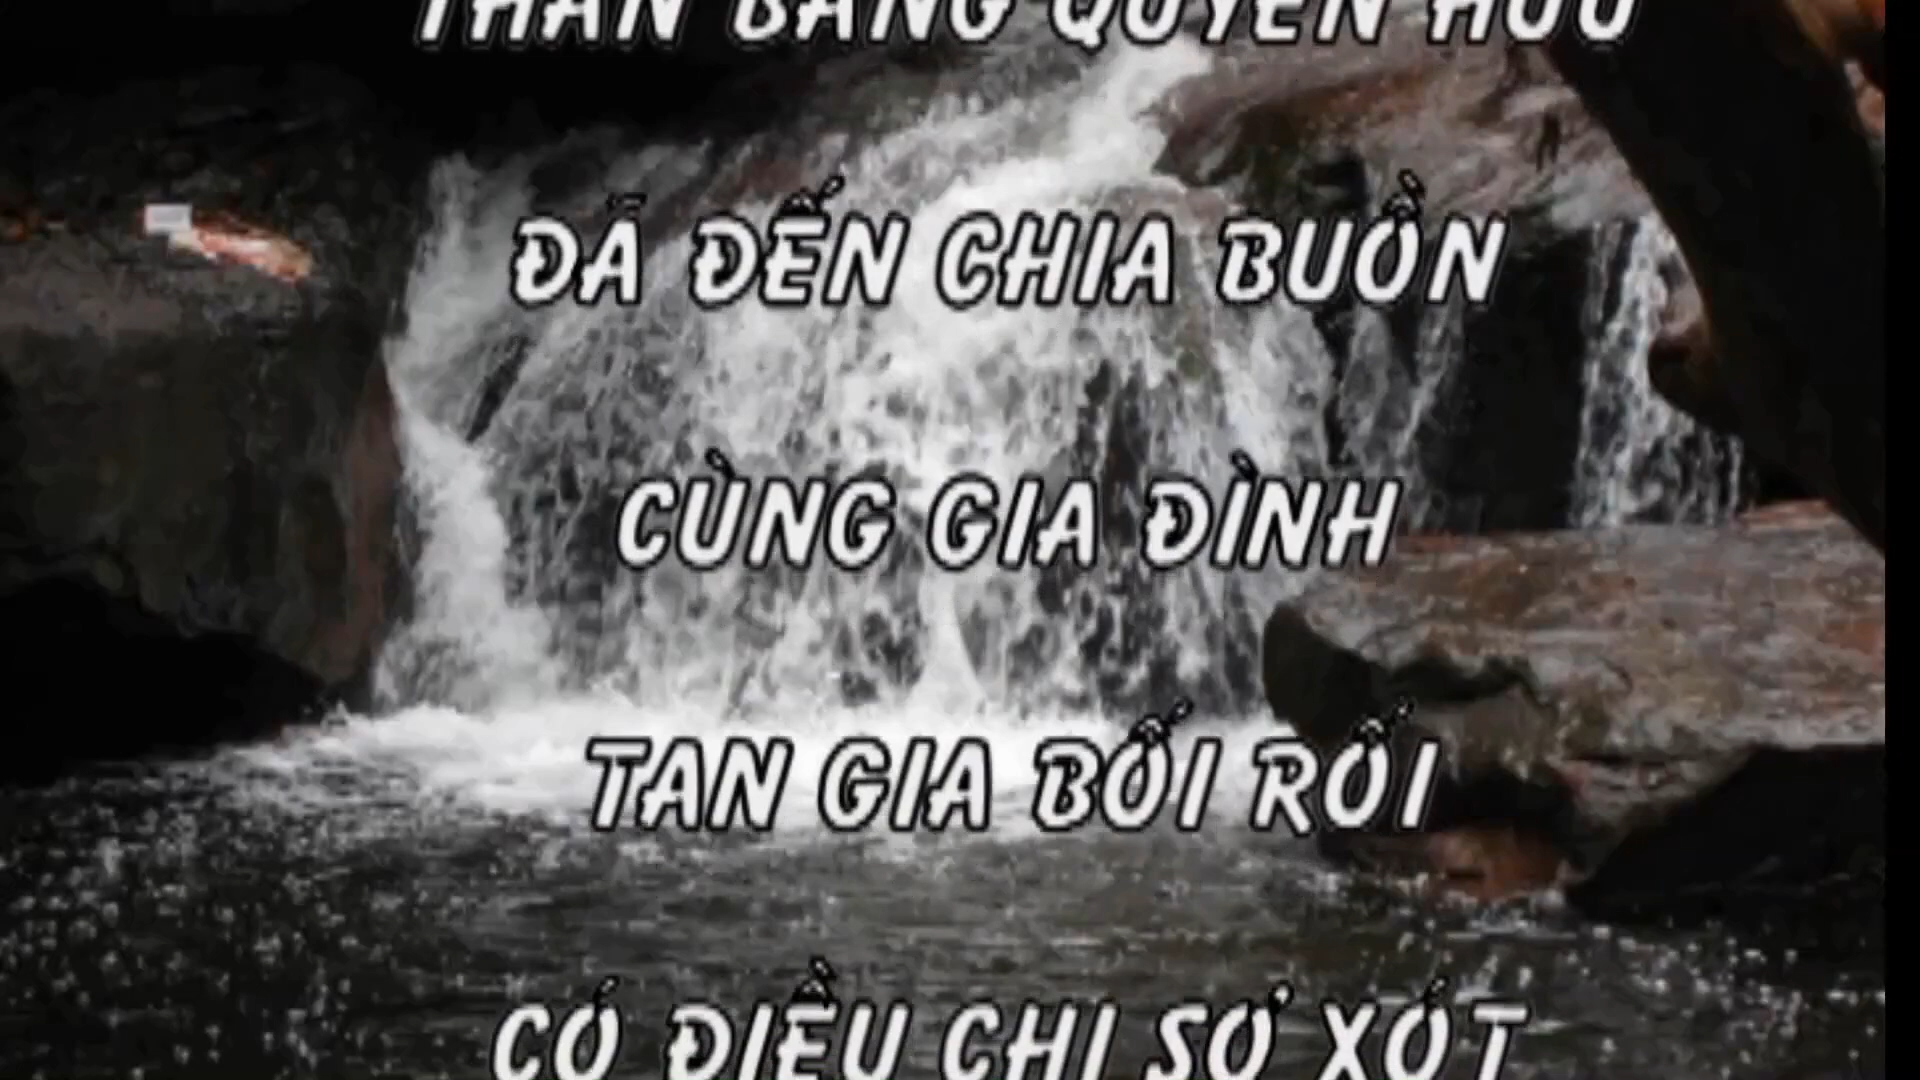 THÂN BẰNG QUYẾN HỮU
ĐÃ ĐẾN CHIA BUỒN
CÙNG GIA ĐÌNH
TAN GIA BỐI RỐI
CÓ ĐIỀU CHI SƠ XÓT